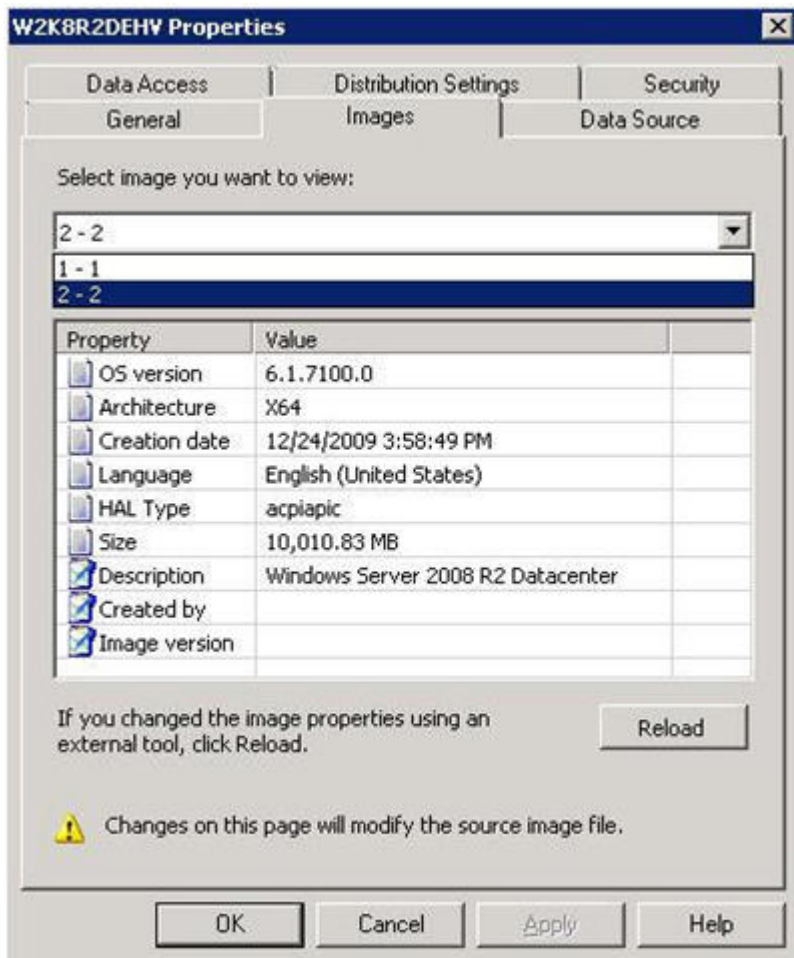 W2K8R2DEHV Properties
Data Access Distribution Settings Security
General Images Data Source
Select image you want to view:
2 - 2
1 - 1
2 - 2
Property Value
OS version 6.1.7100.0
Architecture X64
Creation date 12/24/2009 3:58:49 PM
Language English (United States)
HAL Type acpiapic
Size 10,010.83 MB
Description Windows Server 2008 R2 Datacenter
Created by
Image version
If you changed the image properties using an
external tool, click Reload.
Reload
Changes on this page will modify the source image file.
OK Cancel Apply Help